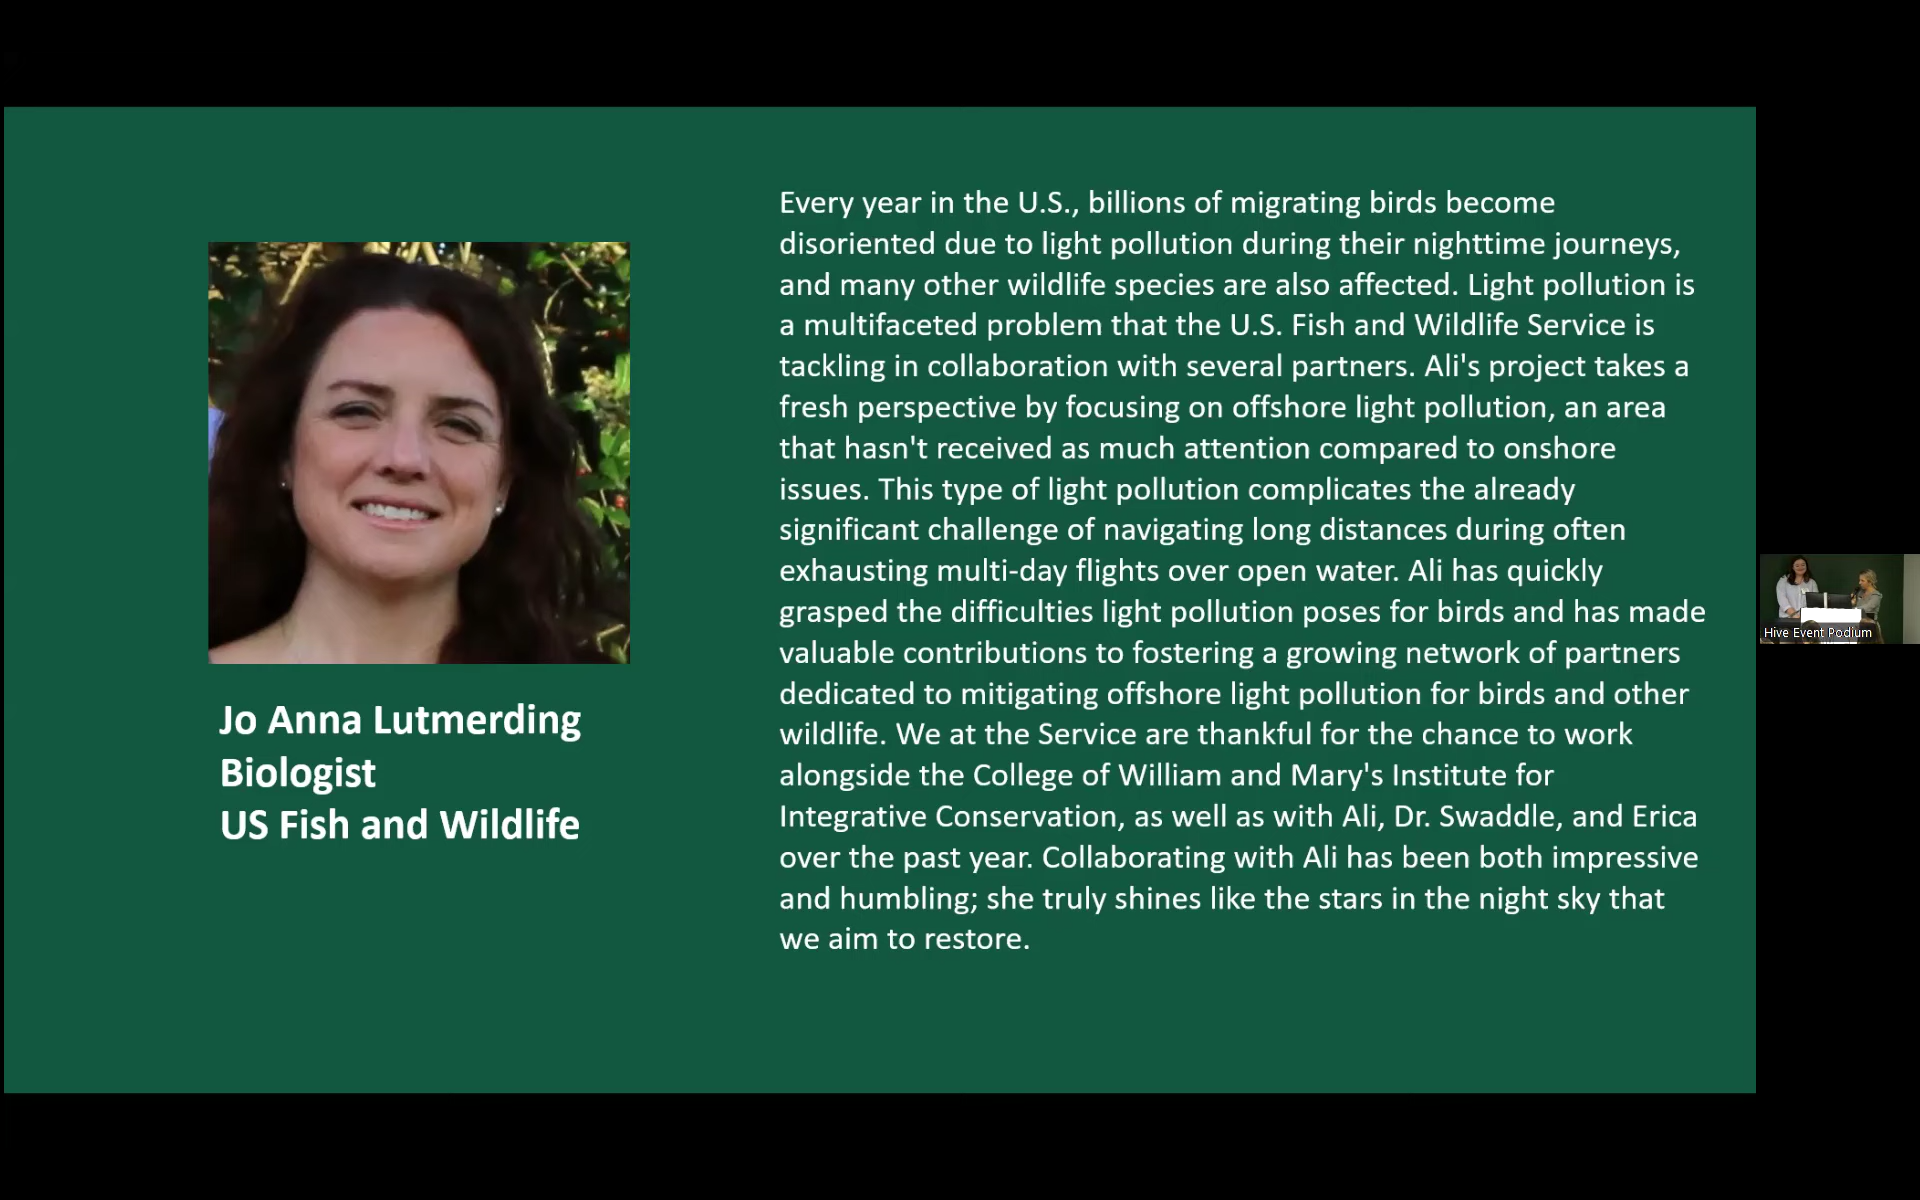 Every year in the U.S., billions of migrating birds become
disoriented due to light pollution during their nighttime journeys,
and many other wildlife species are also affected. Light pollution is
a multifaceted problem that the U.S. Fish and Wildlife Service is
tackling in collaboration with several partners. Ali's project takes a
fresh perspective by focusing on offshore light pollution, an area
that hasn't received as much attention compared to onshore
issues. This type of light pollution complicates the already
significant challenge of navigating long distances during often
exhausting multi-day flights over open water. Ali has quickly
grasped the difficulties light pollution poses for birds and has made
valuable contributions to fostering a growing network of partners
dedicated to mitigating offshore light pollution for birds and other
wildlife. We at the Service are thankful for the chance to work
alongside the College of William and Mary's Institute for
Integrative Conservation, as well as with Ali, Dr. Swaddle, and Erica
over the past year. Collaborating with Ali has been both impressive
and humbling; she truly shines like the stars in the night sky that
we aim to restore.
Jo Anna Lutmerding
Biologist
US Fish and Wildlife
Hive Event Podium